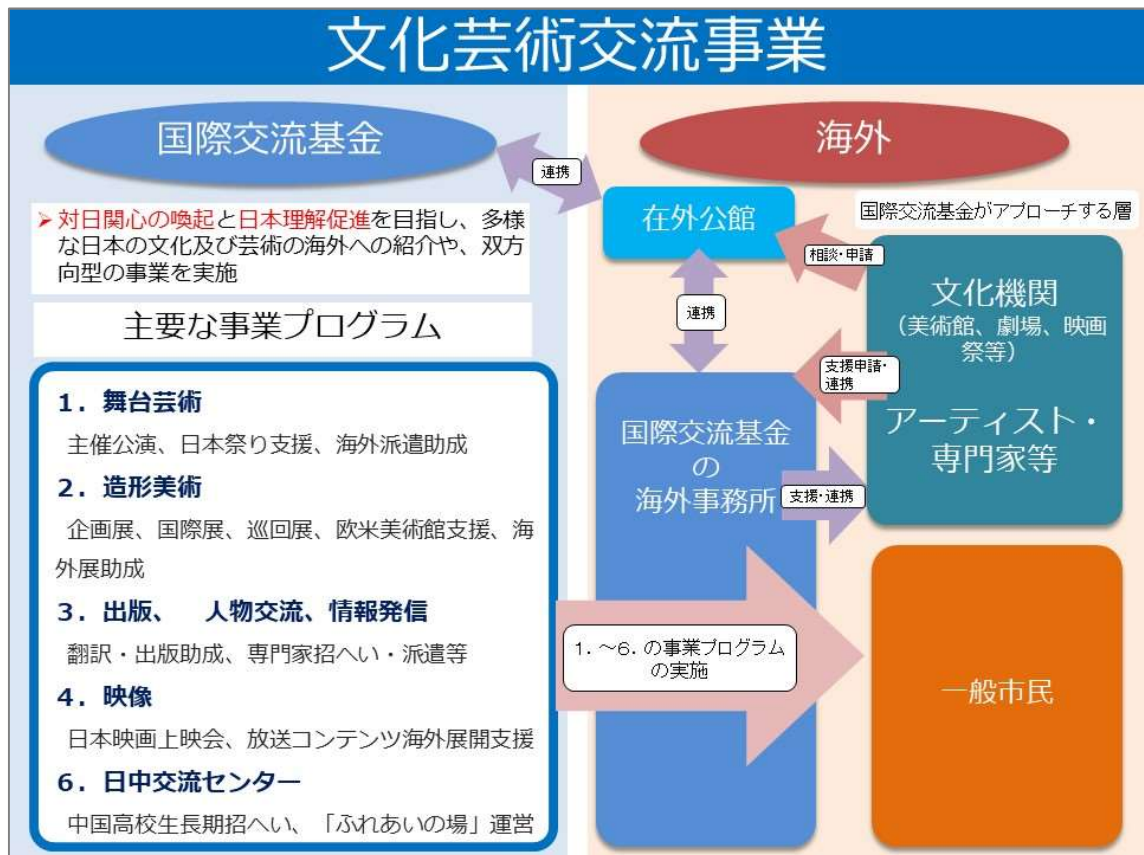 文化芸術交流事業
国際交流基金
➢ 対日関心の喚起と日本理解促進を目指し、多様
な日本の文化及び芸術の海外への紹介や、双方
向型の事業を実施
主要な事業プログラム
1．舞台芸術
主催公演、日本祭り支援、海外派遣助成
2．造形美術
企画展、国際展、巡回展、欧米美術館支援、海
外展助成
3．出版、　人物交流、情報発信
翻訳・出版助成、専門家招へい・派遣等
4．映像
日本映画上映会、放送コンテンツ海外展開支援
6．日中交流センター
中国高校生長期招へい、「ふれあいの場」運営
海外
連携
在外公館
国際交流基金がアプローチする層
相談・申請
連携
文化機関
（美術館、劇場、映画
祭等）
アーティスト・
専門家等
支援申請・
連携
国際交流基金
の
海外事務所
支援・連携
1．～6．の事業プログラム
の実施
一般市民